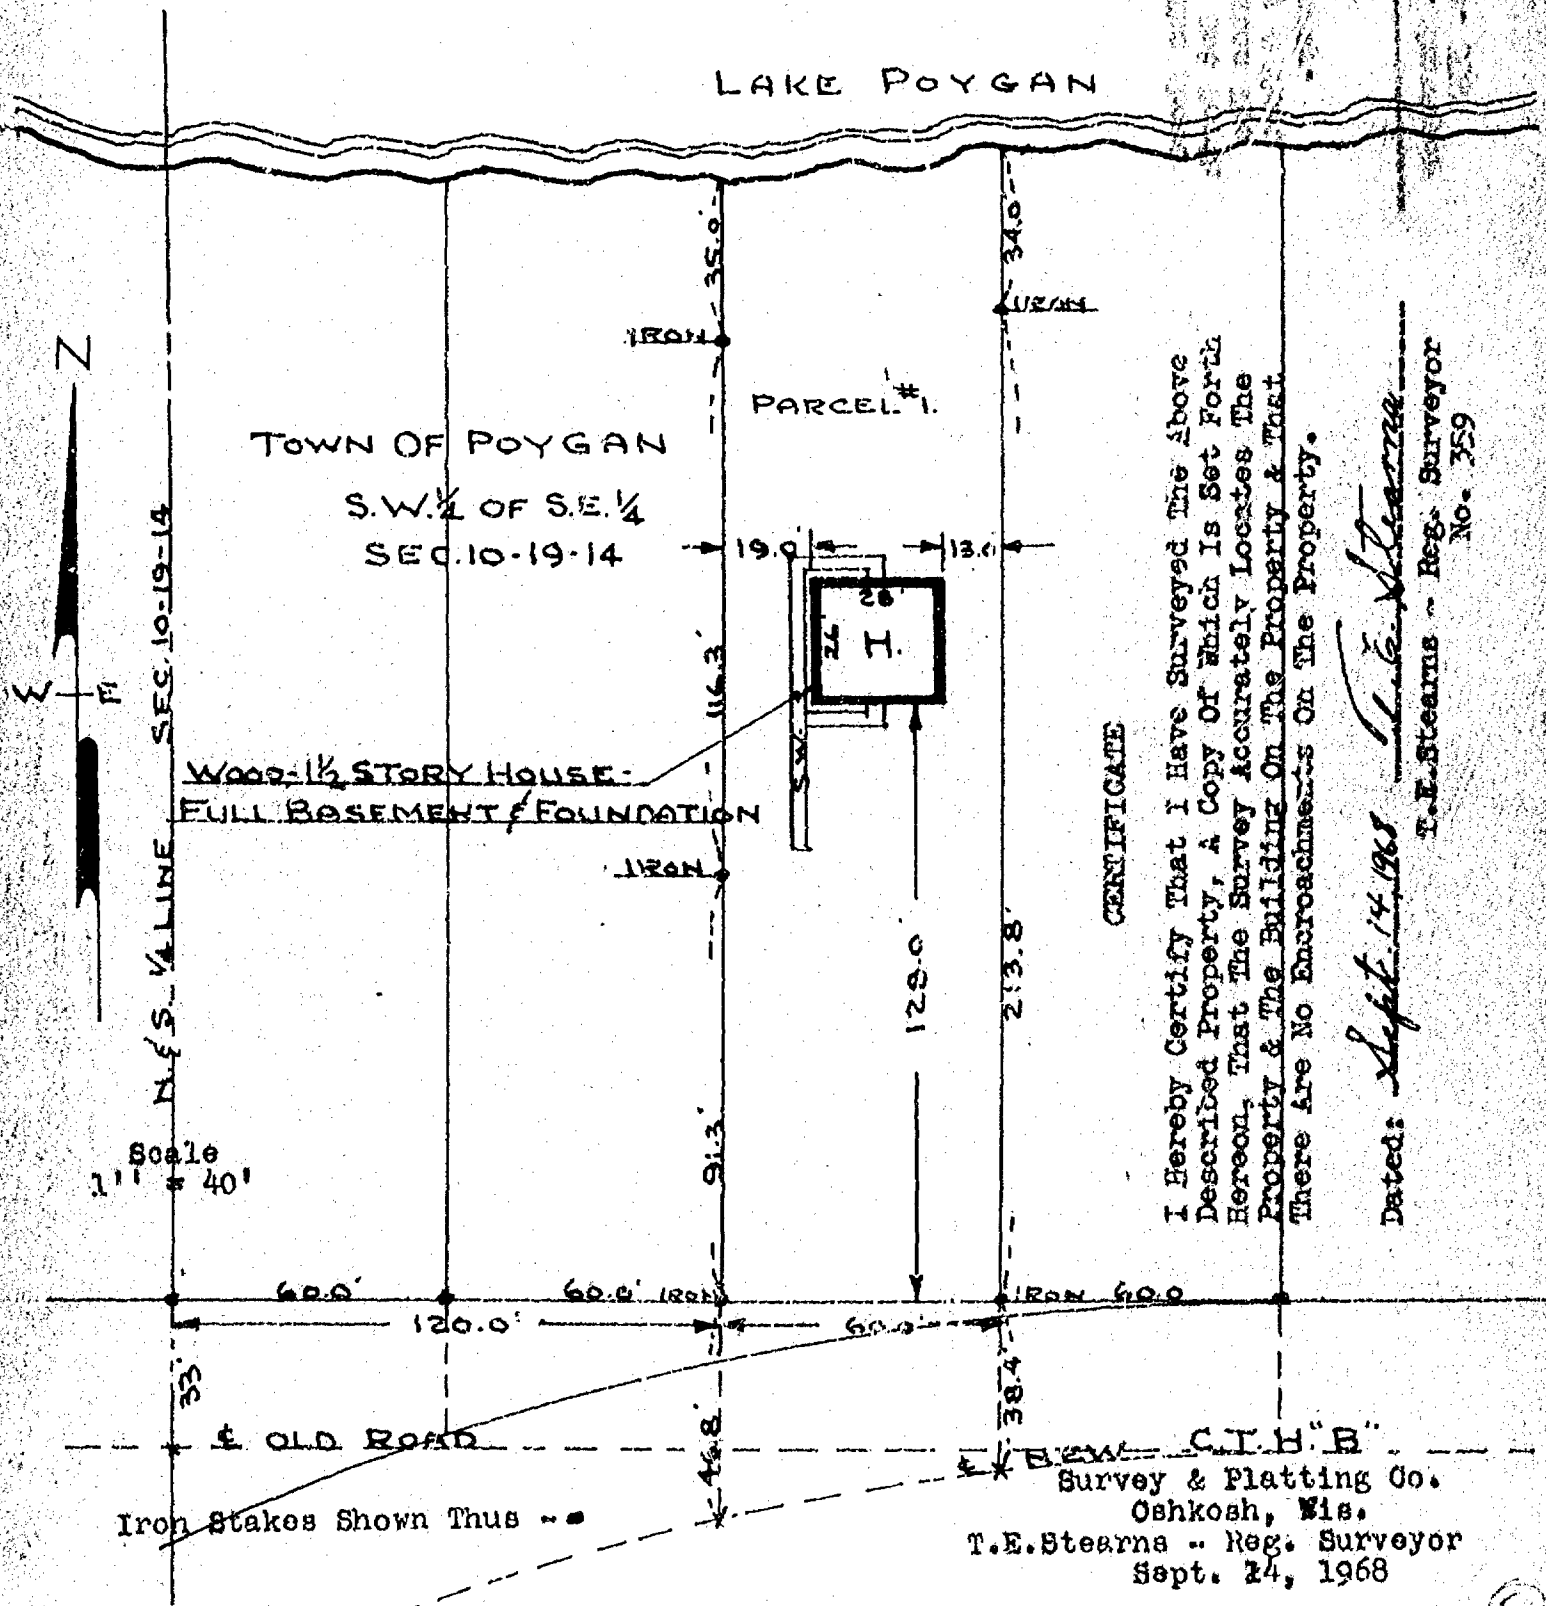 LAKE POYGAN
35.0'
34.0'
IRON
IRON
N
PARCEL #1.
TOWN OF POYGAN
S.W.¼ OF S.E.¼
SEC.10-19-14
19.0
13.0
28'
26'
I.
W E
116.3'
S.W.
WOOD-1½ STORY HOUSE-
FULL BASEMENT & FOUNDATION
IRON
N. & S. ¼ LINE SEC.10-19-14
128.0
213.8'
91.3'
Scale
1'' = 40'
60.0'
60.0' IRON
IRON 60.0
120.0'
60.0'
33'
46.8'
38.4'
℄ OLD ROAD
℄ NEW C.T.H."B"
Iron Stakes Shown Thus -
Survey & Platting Co.
Oshkosh, Wis.
T.E.Stearns - Reg. Surveyor
Sept. 14, 1968
CERTIFICATE
I Hereby Certify That I Have Surveyed The Above
Described Property, A Copy Of Which Is Set Forth
Hereon, That The Survey Accurately Locates The
Property & The Building On The Property & That
There Are No Encroachments On The Property.
Dated: Sept. 14, 1968 T.E. Stearns
T.E.Stearns - Reg. Surveyor
No. 359